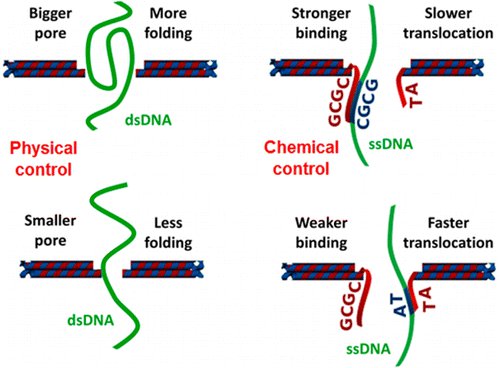 Bigger
pore
More
folding
dsDNA
Physical
control
Smaller
pore
Less
folding
dsDNA
Stronger
binding
Slower
translocation
GCGC
CGCG
TA
ssDNA
Chemical
control
Weaker
binding
Faster
translocation
GCGC
AT
TA
ssDNA